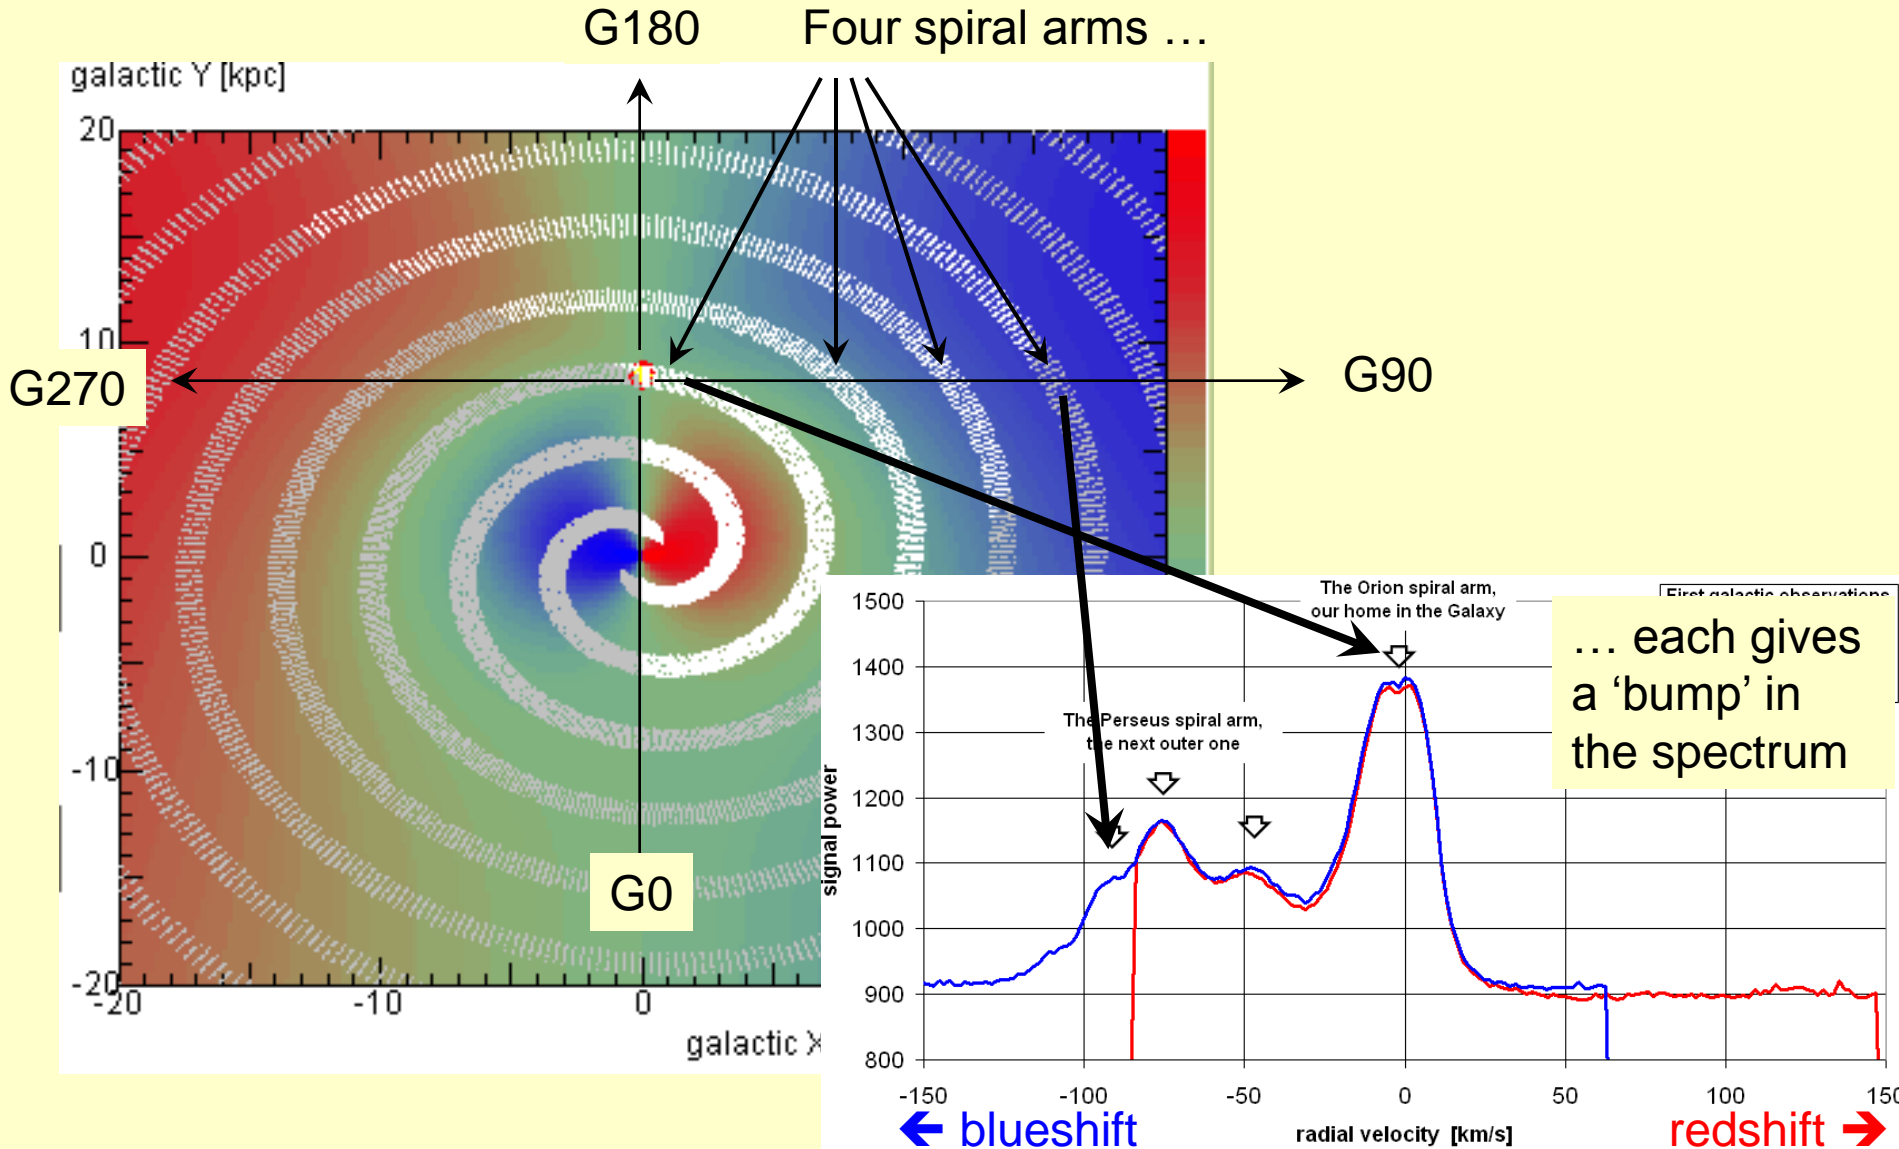 G180
Four spiral arms …
galactic Y [kpc]
20
10
G270
G90
0
-10
G0
-20
-20
-10
0
galactic X
1500
1400
1300
1200
1100
1000
900
800
signal power
The Orion spiral arm,
our home in the Galaxy
The Perseus spiral arm,
the next outer one
First galactic observations
… each gives
a ‘bump’ in
the spectrum
-150
-100
-50
0
50
100
150
← blueshift
radial velocity [km/s]
redshift →